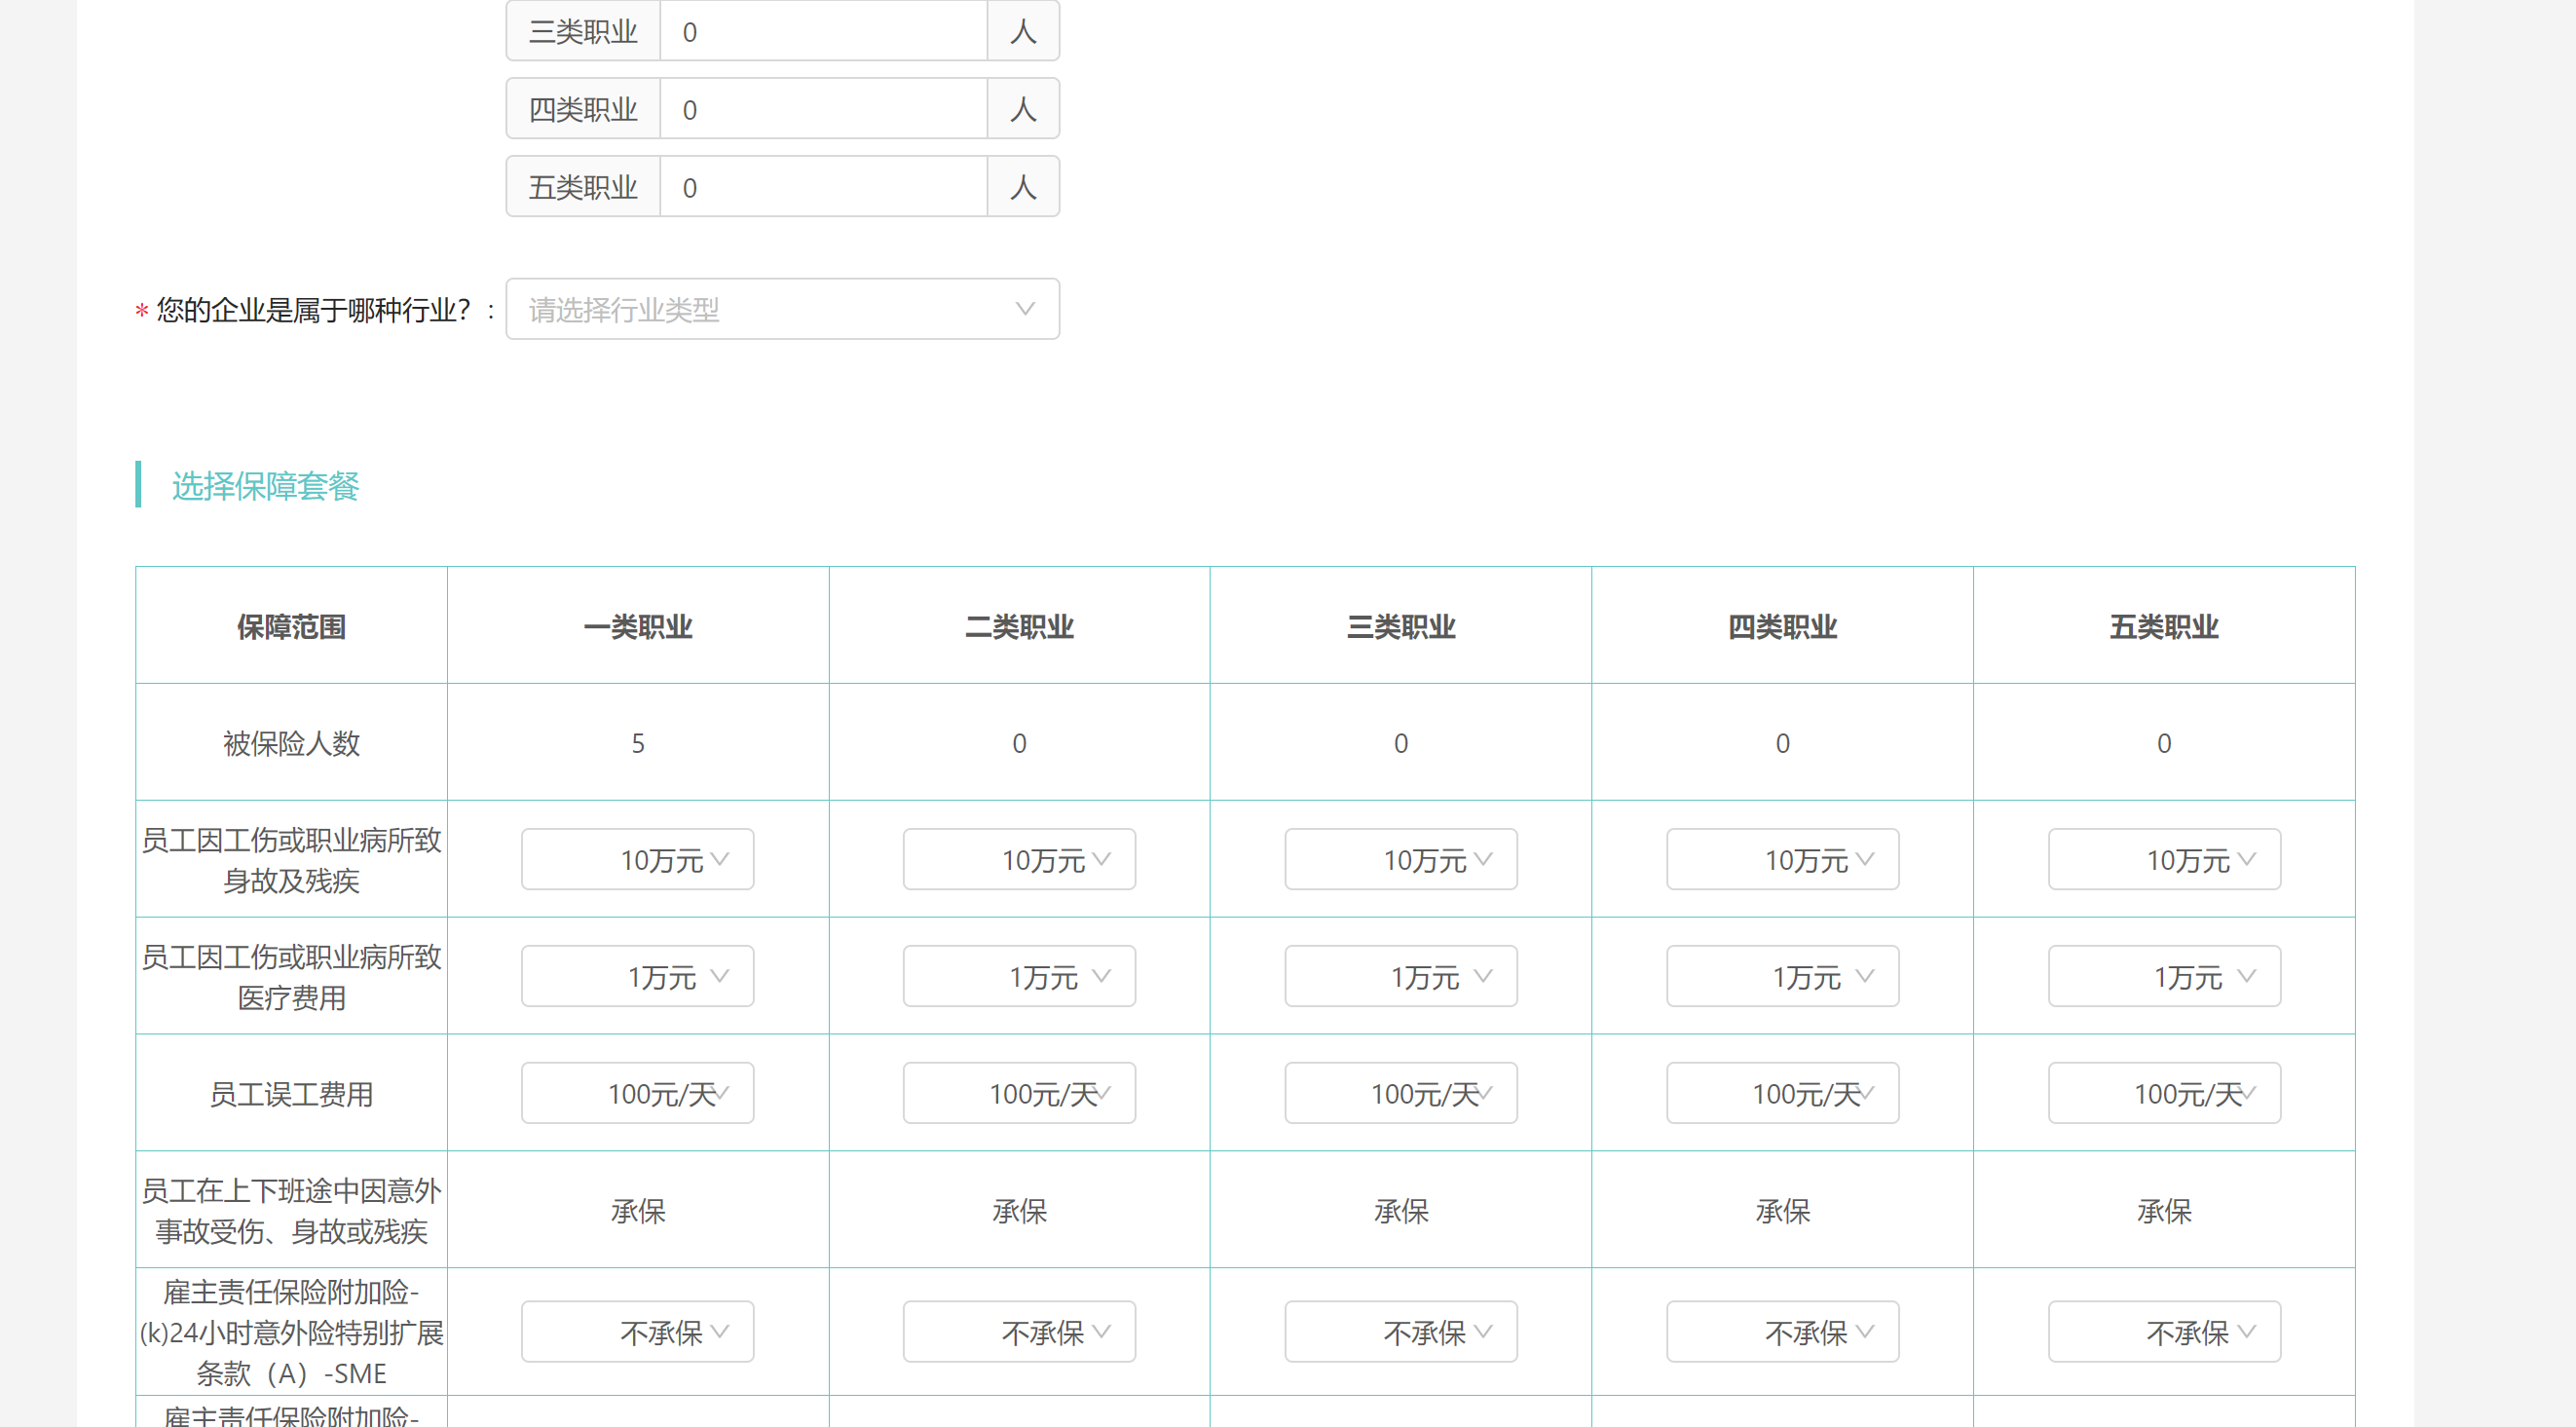 三类职业 0 人
四类职业 0 人
五类职业 0 人
* 您的企业是属于哪种行业？ : 请选择行业类型
选择保障套餐
保障范围 一类职业 二类职业 三类职业 四类职业 五类职业
被保险人数 5 0 0 0 0
员工因工伤或职业病所致
身故及残疾
10万元 10万元 10万元 10万元 10万元
员工因工伤或职业病所致
医疗费用
1万元 1万元 1万元 1万元 1万元
员工误工费用 100元/天 100元/天 100元/天 100元/天 100元/天
员工在上下班途中因意外
事故受伤、身故或残疾
承保 承保 承保 承保 承保
雇主责任保险附加险-
(k)24小时意外险特别扩展
条款（A）-SME
不承保 不承保 不承保 不承保 不承保
雇主责任保险附加险-